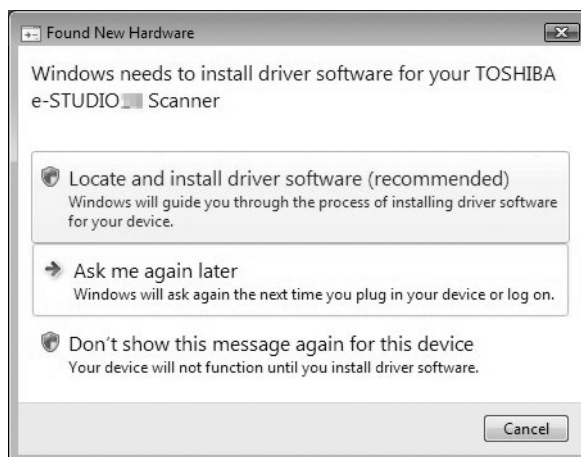 Found New Hardware
Windows needs to install driver software for your TOSHIBA
e-STUDIO Scanner
Locate and install driver software (recommended)
Windows will guide you through the process of installing driver software
for your device.
Ask me again later
Windows will ask again the next time you plug in your device or log on.
Don't show this message again for this device
Your device will not function until you install driver software.
Cancel